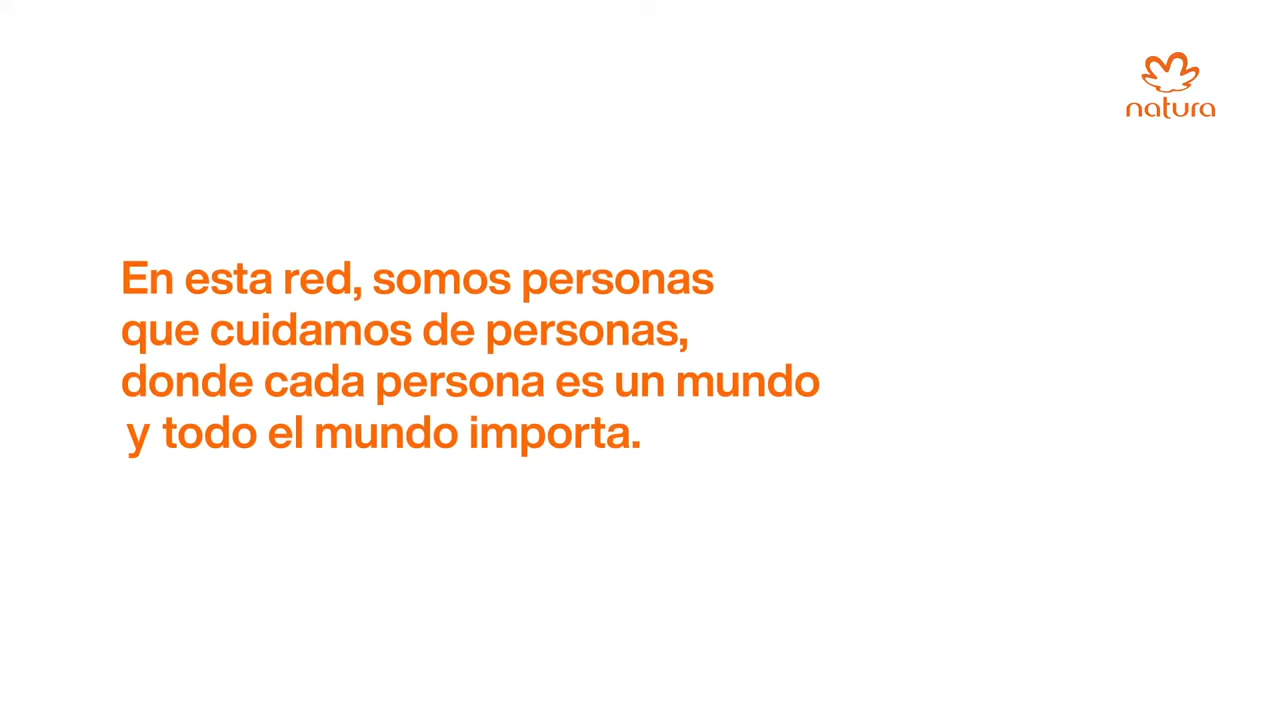 natura
En esta red, somos personas
que cuidamos de personas,
donde cada persona es un mundo
y todo el mundo importa.